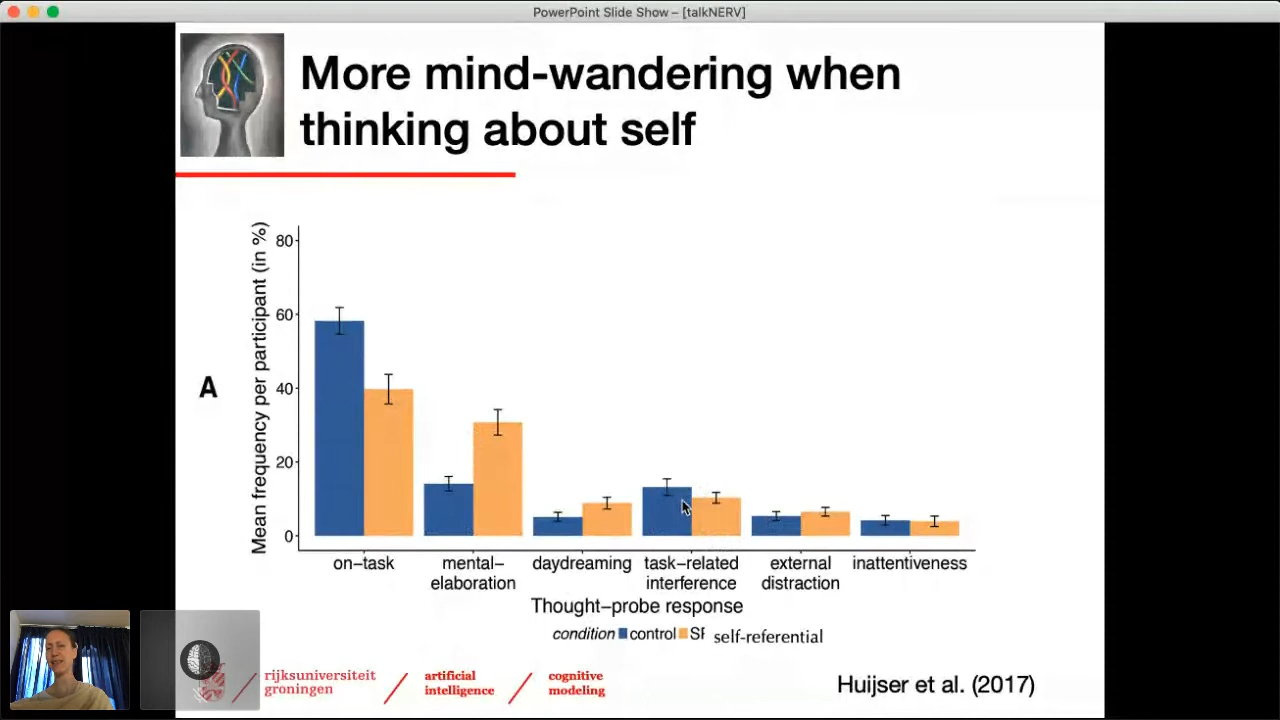 PowerPoint Slide Show – [talkNERV]
More mind-wandering when
thinking about self
A
Mean frequency per participant (in %)
80
60
40
20
0
on–task
mental–
elaboration
daydreaming
task–related
interference
external
distraction
inattentiveness
Thought–probe response
condition control SR self-referential
rijksuniversiteit
groningen
artificial
intelligence
cognitive
modeling
Huijser et al. (2017)